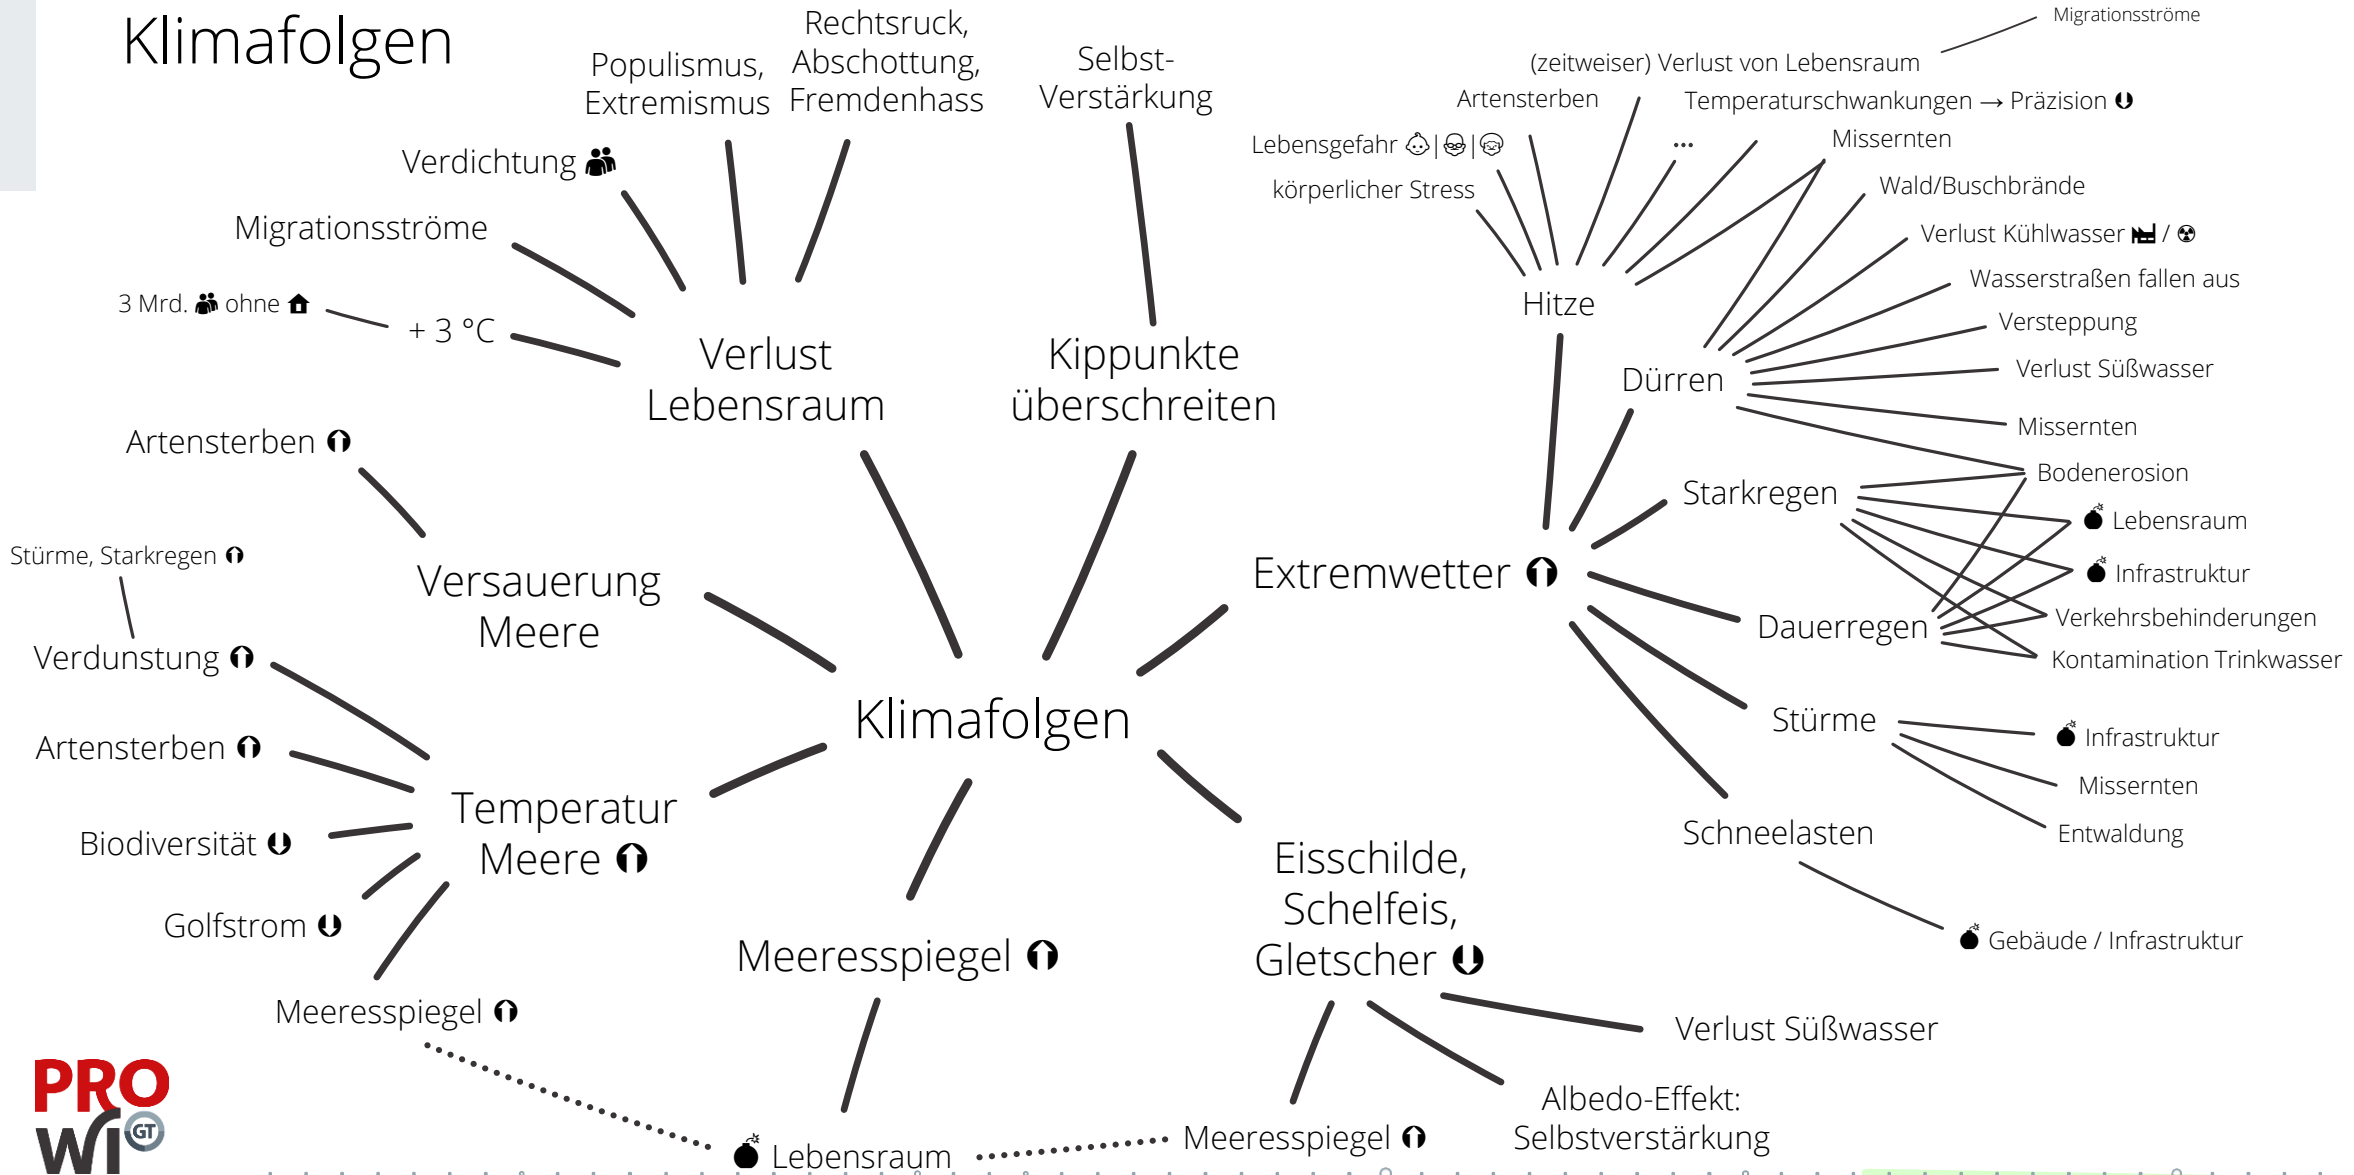 Klimafolgen
Populismus,
Extremismus
Rechtsruck,
Abschottung,
Fremdenhass
Selbst-
Verstärkung
Migrationsströme
(zeitweiser) Verlust von Lebensraum
Artensterben
Temperaturschwankungen → Präzision
Lebensgefahr | |
...
Missernten
körperlicher Stress
Wald/Buschbrände
Verdichtung
Migrationsströme
Verlust Kühlwasser /
3 Mrd. ohne
+ 3 °C
Verlust
Lebensraum
Kippunkte
überschreiten
Hitze
Wasserstraßen fallen aus
Versteppung
Dürren
Verlust Süßwasser
Missernten
Artensterben
Bodenerosion
Starkregen
Lebensraum
Stürme, Starkregen
Versauerung
Meere
Extremwetter
Infrastruktur
Dauerregen
Verkehrsbehinderungen
Kontamination Trinkwasser
Verdunstung
Klimafolgen
Stürme
Infrastruktur
Artensterben
Missernten
Temperatur
Meere
Schneelasten
Entwaldung
Biodiversität
Eisschilde,
Schelfeis,
Gletscher
Golfstrom
Meeresspiegel
Gebäude / Infrastruktur
Meeresspiegel
Verlust Süßwasser
Albedo-Effekt:
Selbstverstärkung
Lebensraum
Meeresspiegel
PRO
WI GT